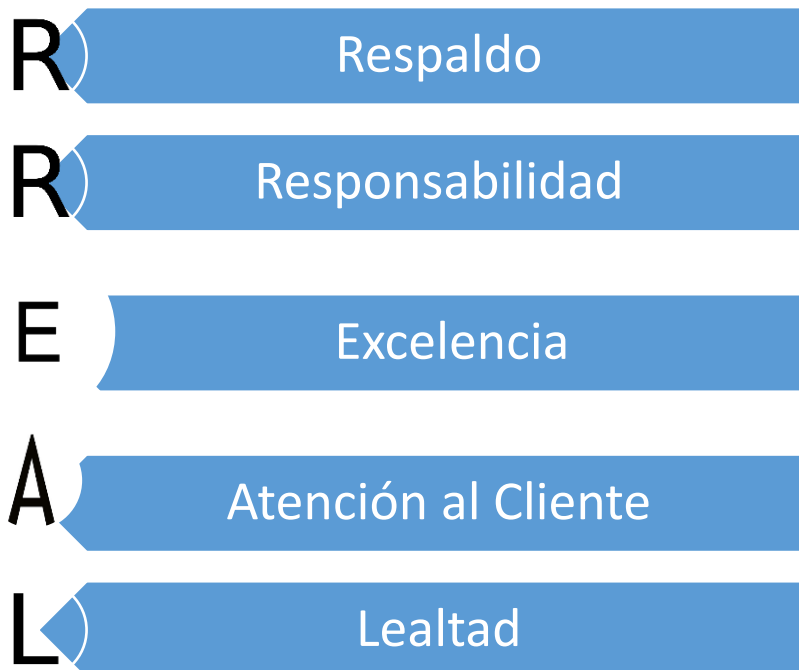 R Respaldo
R Responsabilidad
E Excelencia
A Atención al Cliente
L Lealtad